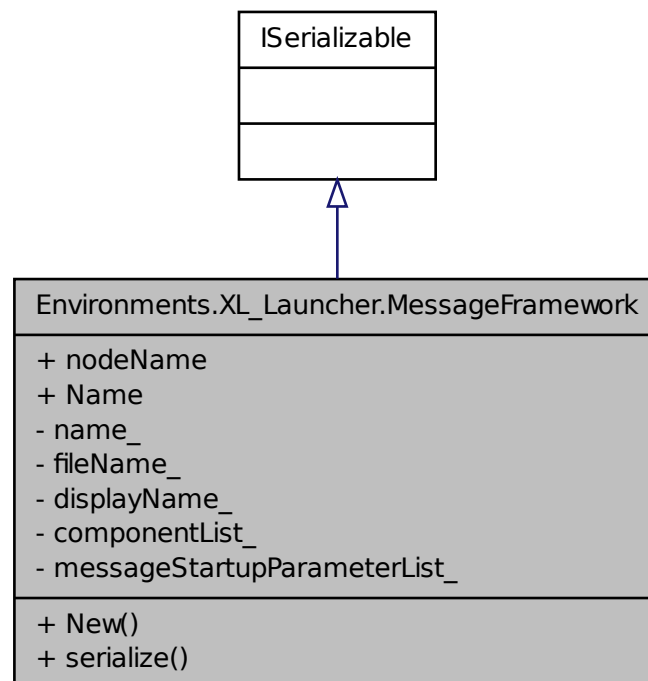 ISerializable
Environments.XL_Launcher.MessageFramework
+ nodeName
+ Name
- name_
- fileName_
- displayName_
- componentList_
- messageStartupParameterList_
+ New()
+ serialize()